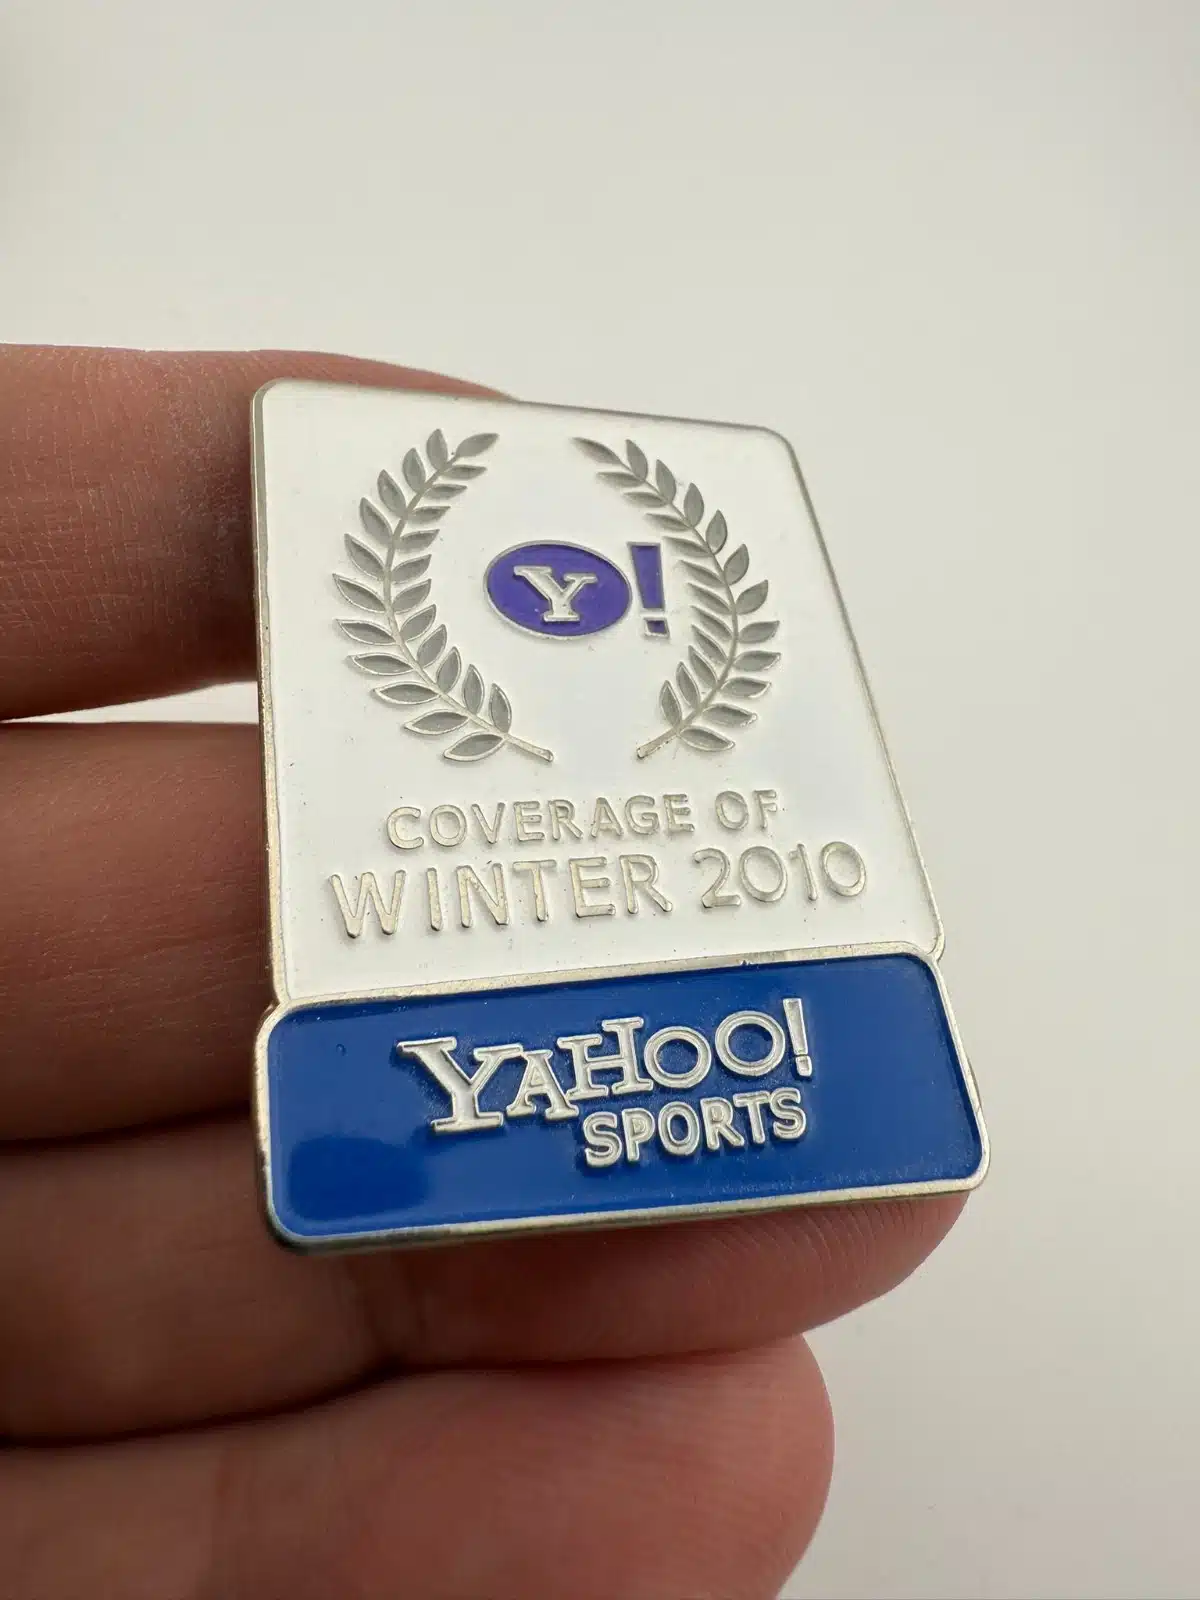 Y!
COVERAGE OF
WINTER 2010
YAHOO!
SPORTS